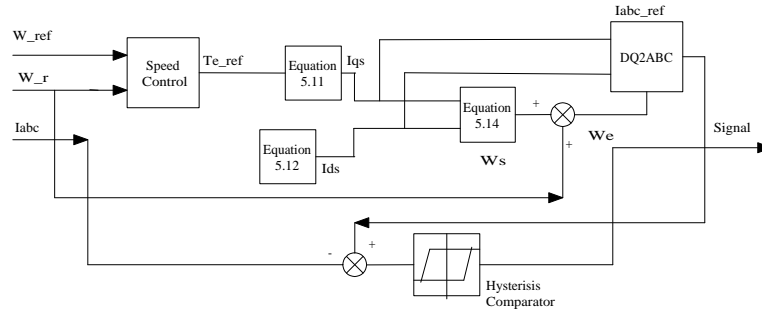 Iabc_ref
W_ref
Speed
Control
Te_ref
Equation
5.11
Iqs
DQ2ABC
W_r
-
Equation
5.14
+
Iabc
Equation
5.12
Ids
Ws
+
We
Signal
-
+
Hysterisis
Comparator